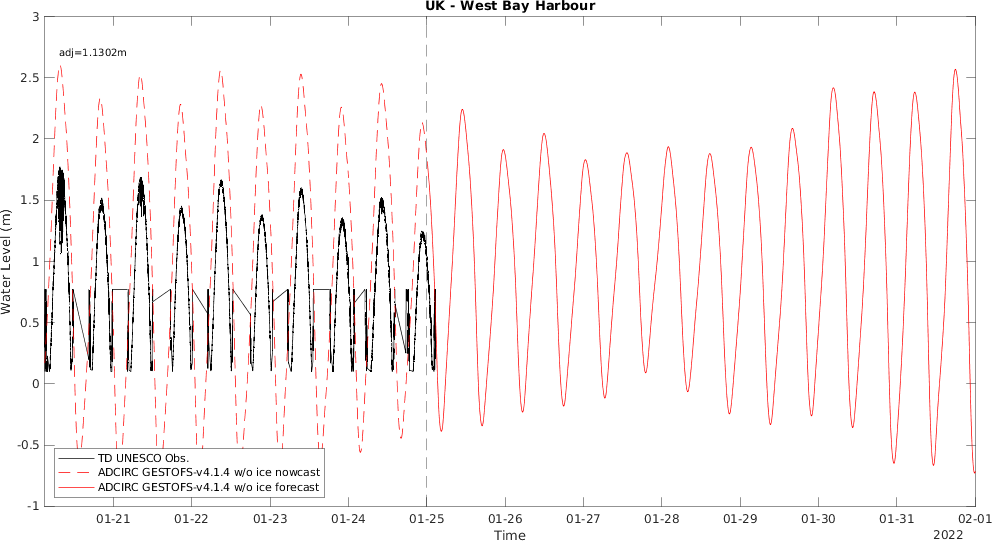 UK - West Bay Harbour
adj=1.1302m
Water Level (m)
3
2.5
2
1.5
1
0.5
0
-0.5
-1
TD UNESCO Obs.
ADCIRC GESTOFS-v4.1.4 w/o ice nowcast
ADCIRC GESTOFS-v4.1.4 w/o ice forecast
01-21 01-22 01-23 01-24 01-25 01-26 01-27 01-28 01-29 01-30 01-31 02-01
Time
2022